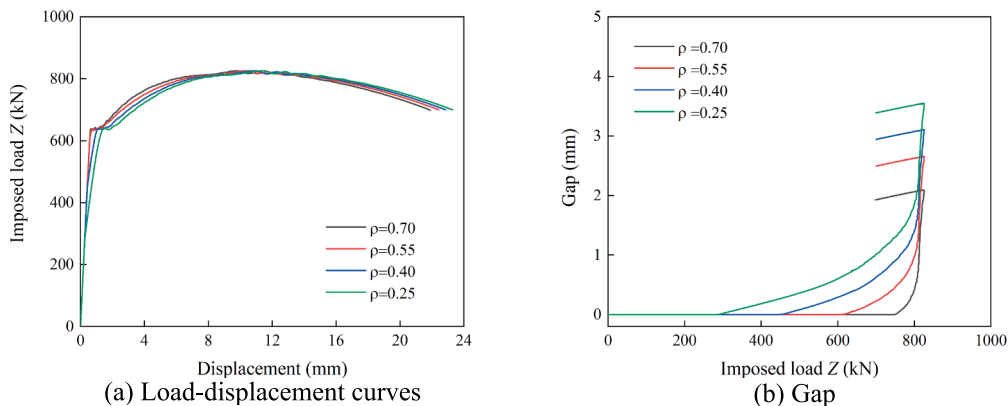 1000
800
600
400
200
0
0 4 8 12 16 20 24
Imposed load Z (kN)
Displacement (mm)
ρ=0.70
ρ=0.55
ρ=0.40
ρ=0.25
(a) Load-displacement curves
5
4
3
2
1
0
0 200 400 600 800 1000
Gap (mm)
Imposed load Z (kN)
ρ =0.70
ρ =0.55
ρ =0.40
ρ =0.25
(b) Gap